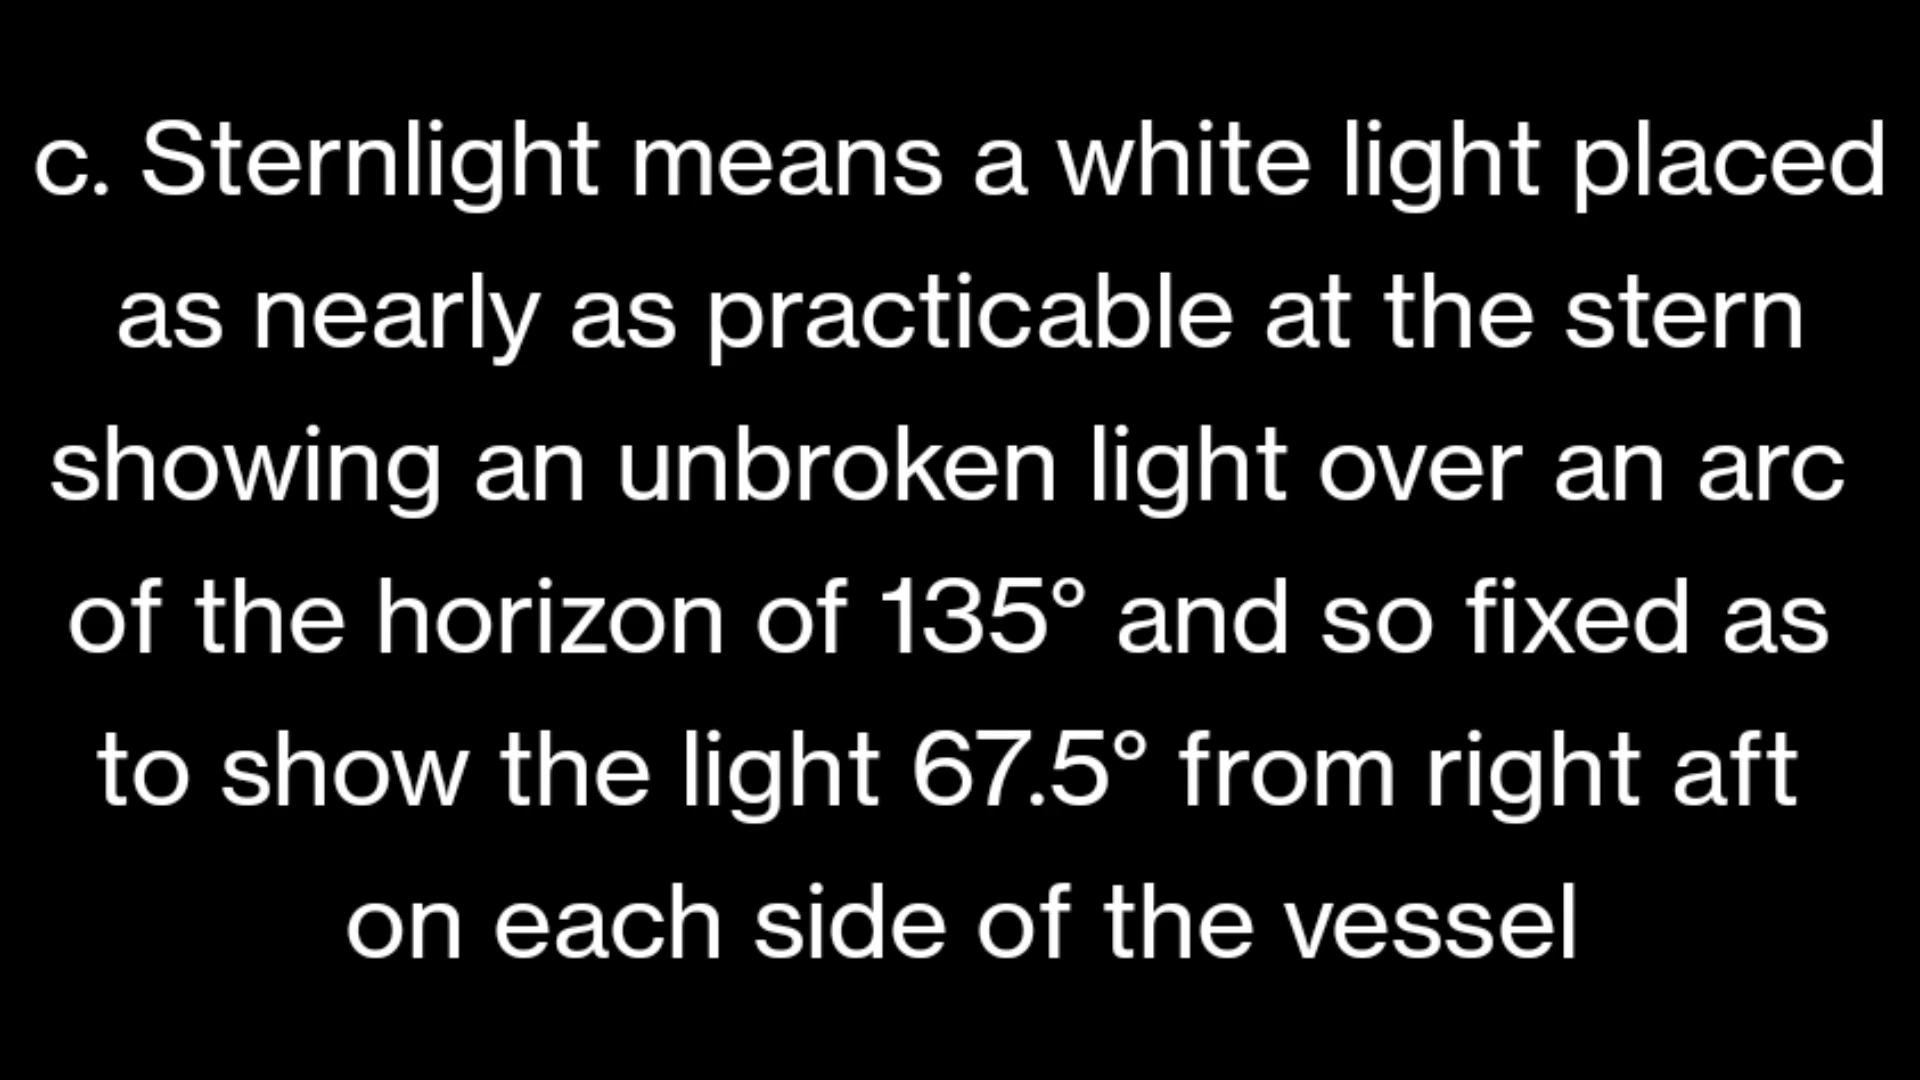 c. Sternlight means a white light placed
as nearly as practicable at the stern
showing an unbroken light over an arc
of the horizon of 135° and so fixed as
to show the light 67.5° from right aft
on each side of the vessel